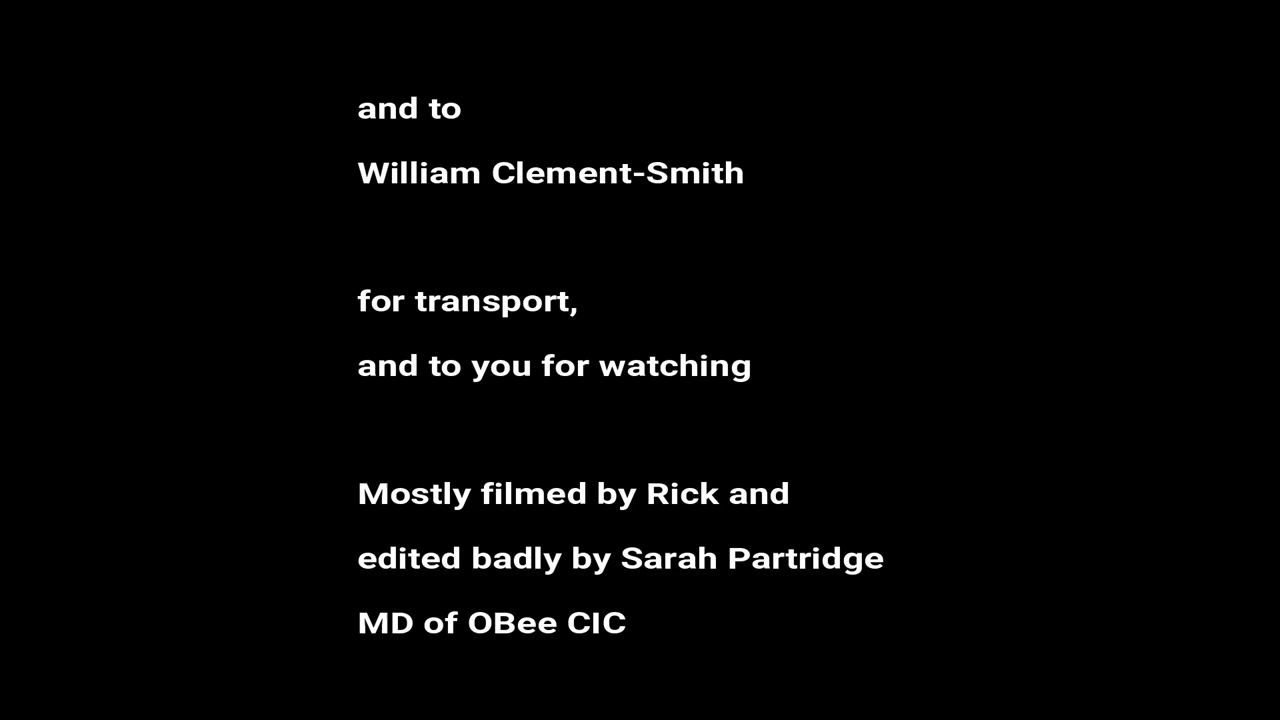 and to
William Clement-Smith
for transport,
and to you for watching
Mostly filmed by Rick and
edited badly by Sarah Partridge
MD of OBee CIC